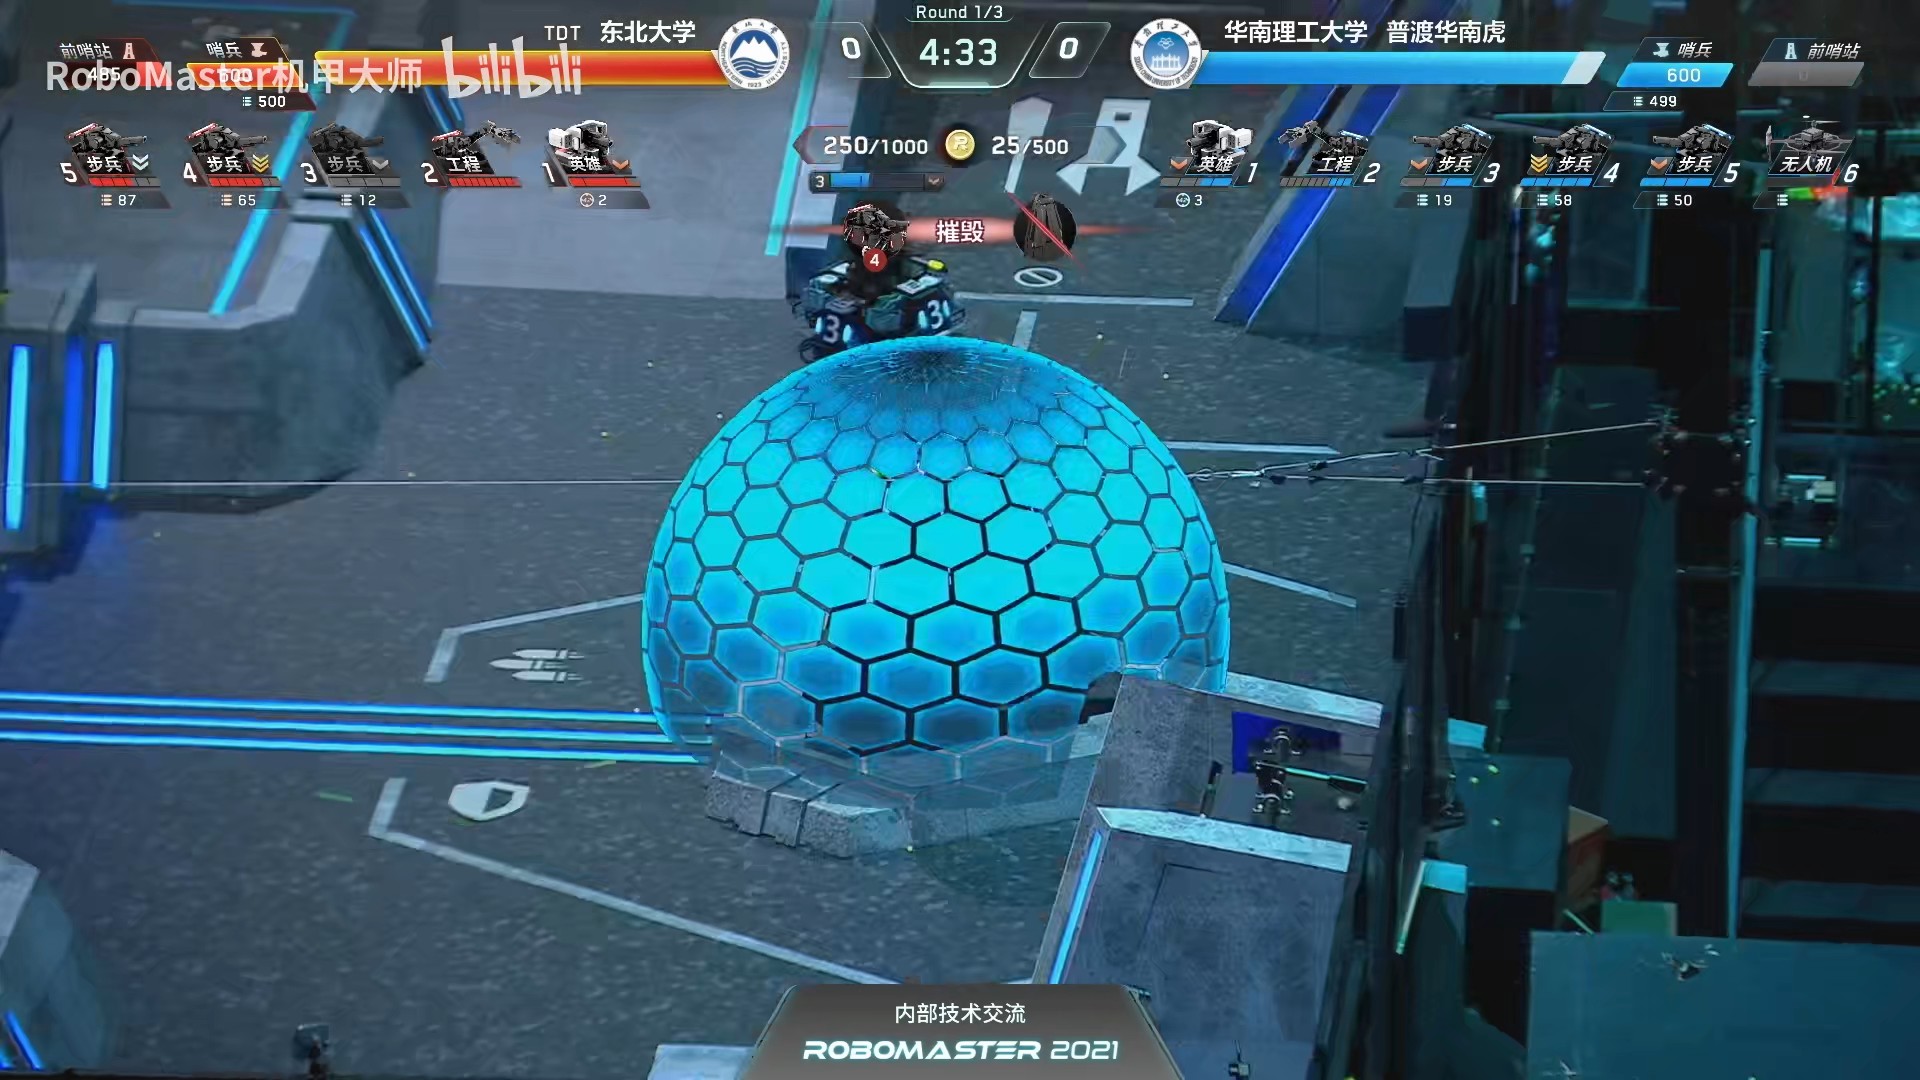 Round 1/3
TDT 东北大学
0
4:33
0
华南理工大学 普渡华南虎
前哨站
485
哨兵
600
500
RoboMaster机甲大师 bilibili
哨兵
600
499
前哨站
0
250/1000
25/500
3
5 步兵
87
4 步兵
65
3 步兵
12
2 工程
1 英雄
2
英雄 1
3
工程 2
步兵 3
19
步兵 4
58
步兵 5
50
无人机 6
4
摧毁
3
3
内部技术交流
ROBOMASTER 2021